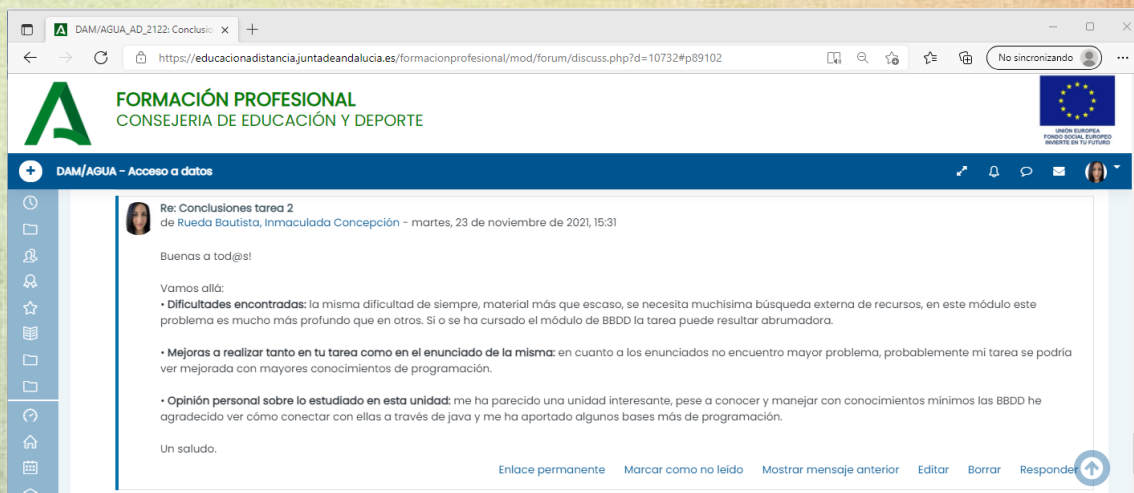 DAM/AGUA_AD_2122: Conclusio
https://educacionadistancia.juntadeandalucia.es/formacionprofesional/mod/forum/discuss.php?d=10732#p89102
No sincronizando
FORMACIÓN PROFESIONAL
CONSEJERIA DE EDUCACIÓN Y DEPORTE
UNION EUROPEA
FONDO SOCIAL EUROPEO
INVIERTE EN TU FUTURO
DAM/AGUA - Acceso a datos
Re: Conclusiones tarea 2
de Rueda Bautista, Inmaculada Concepción - martes, 23 de noviembre de 2021, 15:31
Buenas a tod@s!
Vamos allá:
• Dificultades encontradas: la misma dificultad de siempre, material más que escaso, se necesita muchísima búsqueda externa de recursos, en este módulo este
problema es mucho más profundo que en otros. Si o se ha cursado el módulo de BBDD la tarea puede resultar abrumadora.
• Mejoras a realizar tanto en tu tarea como en el enunciado de la misma: en cuanto a los enunciados no encuentro mayor problema, probablemente mi tarea se podría
ver mejorada con mayores conocimientos de programación.
• Opinión personal sobre lo estudiado en esta unidad: me ha parecido una unidad interesante, pese a conocer y manejar con conocimientos mínimos las BBDD he
agradecido ver cómo conectar con ellas a través de java y me ha aportado algunos bases más de programación.
Un saludo.
Enlace permanente Marcar como no leído Mostrar mensaje anterior Editar Borrar Responder